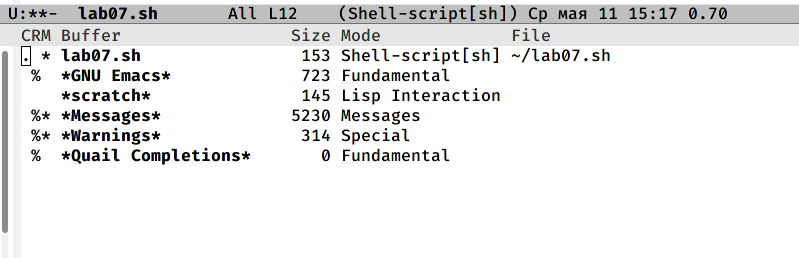 U:**-  lab07.sh       All L12    (Shell-script[sh]) Ср мая 11 15:17 0.70
CRM Buffer                 Size Mode             File
. * lab07.sh                153 Shell-script[sh] ~/lab07.sh
 %  *GNU Emacs*             723 Fundamental
    *scratch*               145 Lisp Interaction
 %* *Messages*             5230 Messages
 %* *Warnings*              314 Special
 %  *Quail Completions*       0 Fundamental